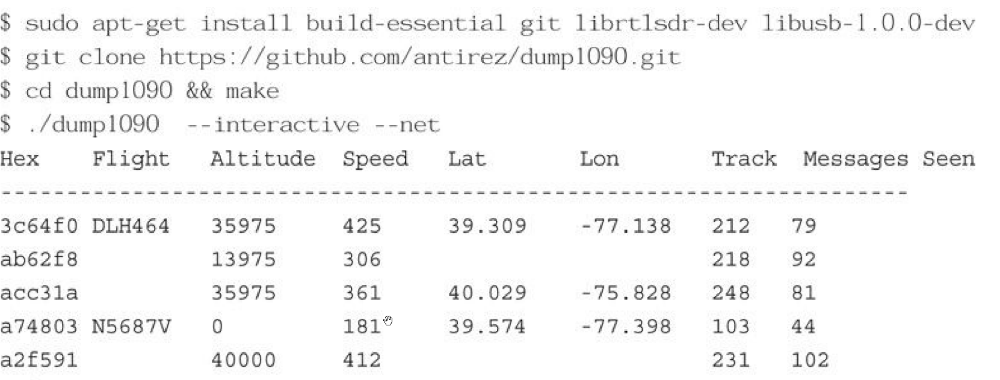 $ sudo apt-get install build-essential git librtlsdr-dev libusb-1.0.0-dev
$ git clone https://github.com/antirez/dump1090.git
$ cd dump1090 && make
$ ./dump1090  --interactive --net
Hex    Flight   Altitude  Speed   Lat       Lon       Track  Messages Seen
---------------------------------------------------------------------
3c64f0 DLH464   35975     425     39.309    -77.138   212   79
ab62f8          13975     306                         218   92
acc31a          35975     361     40.029    -75.828   248   81
a74803 N5687V   0         181     39.574    -77.398   103   44
a2f591          40000     412                         231   102